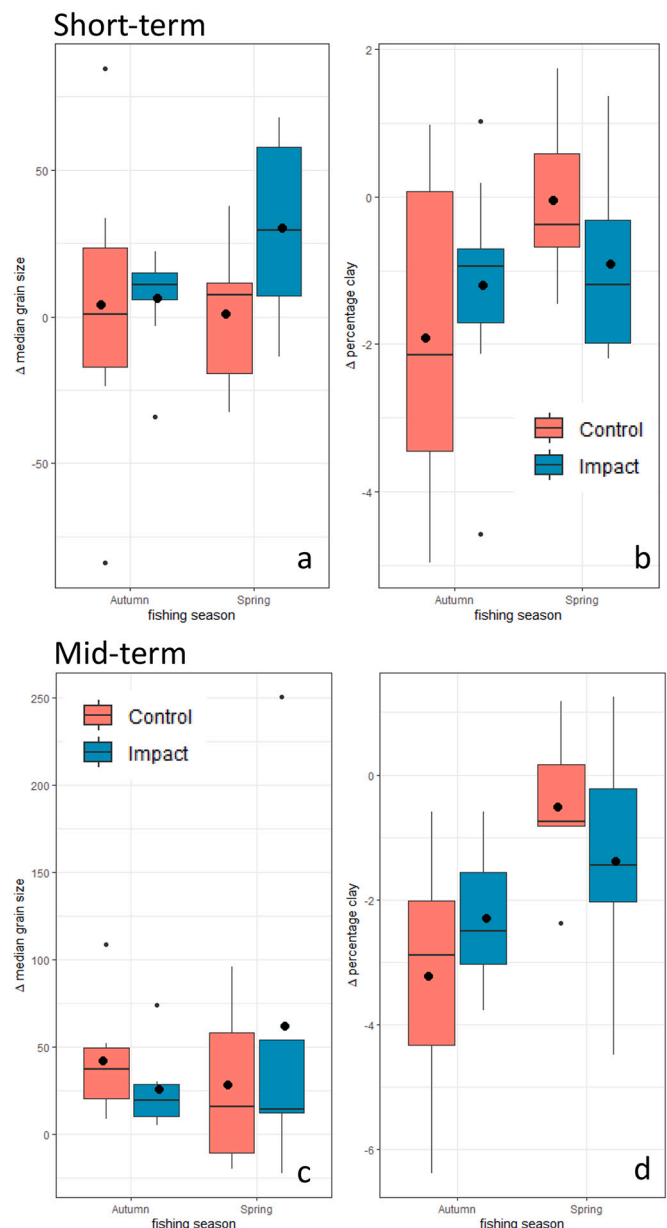 Short-term
Δ median grain size
50
0
-50
Autumn
Spring
fishing season
a
Δ percentage clay
2
0
-2
-4
Control
Impact
Autumn
Spring
fishing season
b
Mid-term
Δ median grain size
250
200
150
100
50
0
Control
Impact
Autumn
Spring
fishing season
c
Δ percentage clay
0
-2
-4
-6
Autumn
Spring
fishing season
d